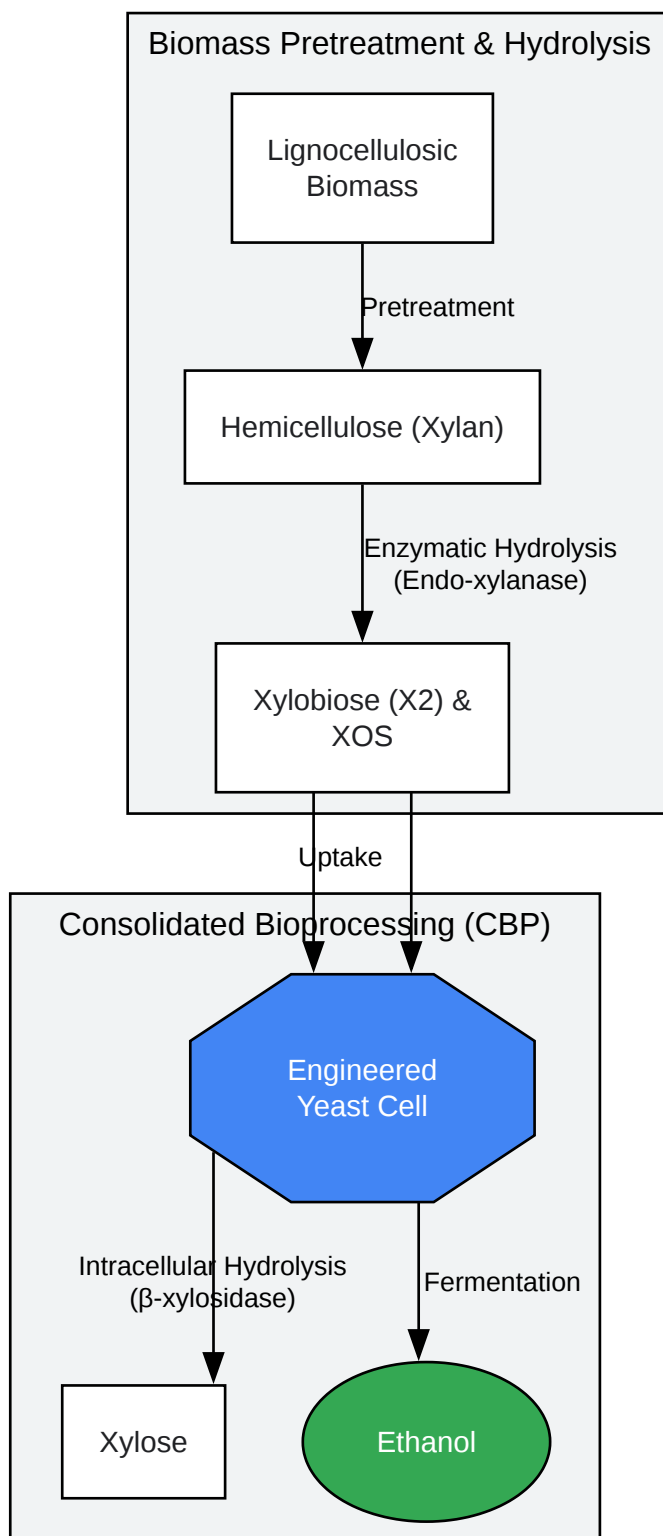 Biomass Pretreatment & Hydrolysis
Lignocellulosic
Biomass
Pretreatment
Hemicellulose (Xylan)
Enzymatic Hydrolysis
(Endo-xylanase)
Xylobiose (X2) &
XOS
Uptake
Consolidated Bioprocessing (CBP)
Engineered
Yeast Cell
Intracellular Hydrolysis
(β-xylosidase)
Fermentation
Xylose
Ethanol